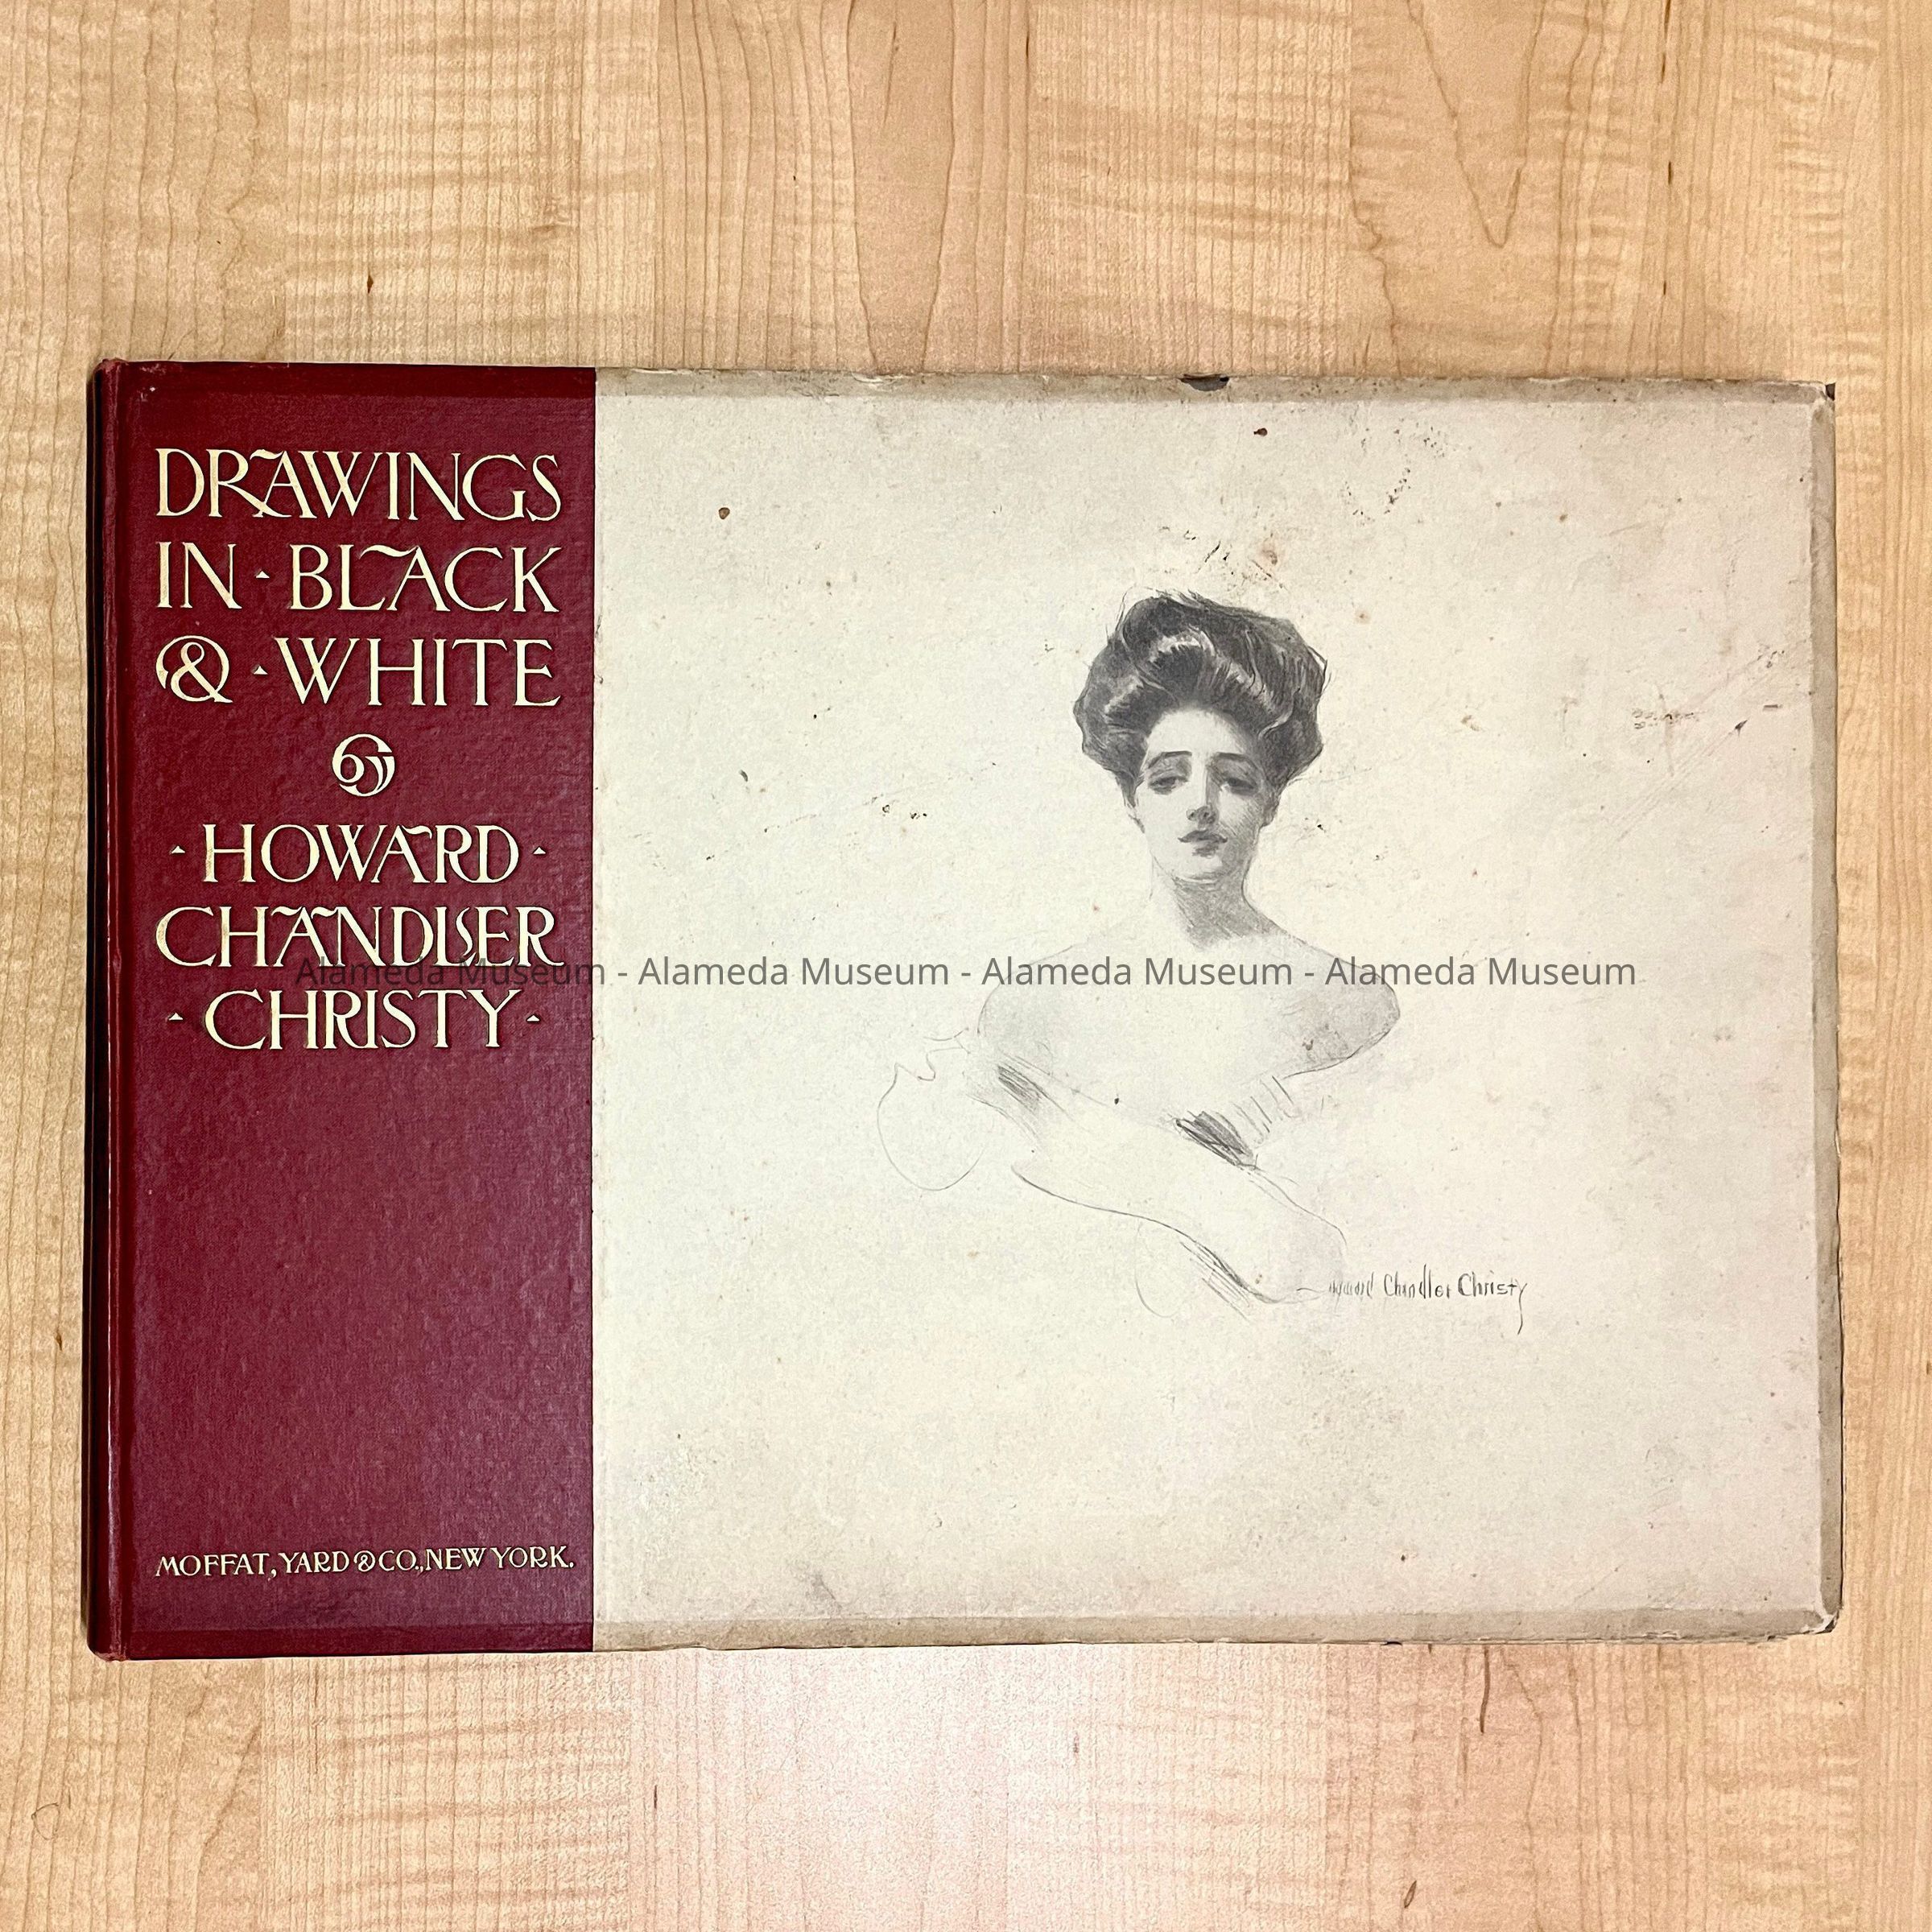 DRAWINGS
IN · BLACK
& · WHITE
BY
· HOWARD ·
CHANDLER
· CHRISTY ·
MOFFAT, YARD & CO., NEW YORK.
Howard Chandler Christy
Alameda Museum - Alameda Museum - Alameda Museum - Alameda Museum